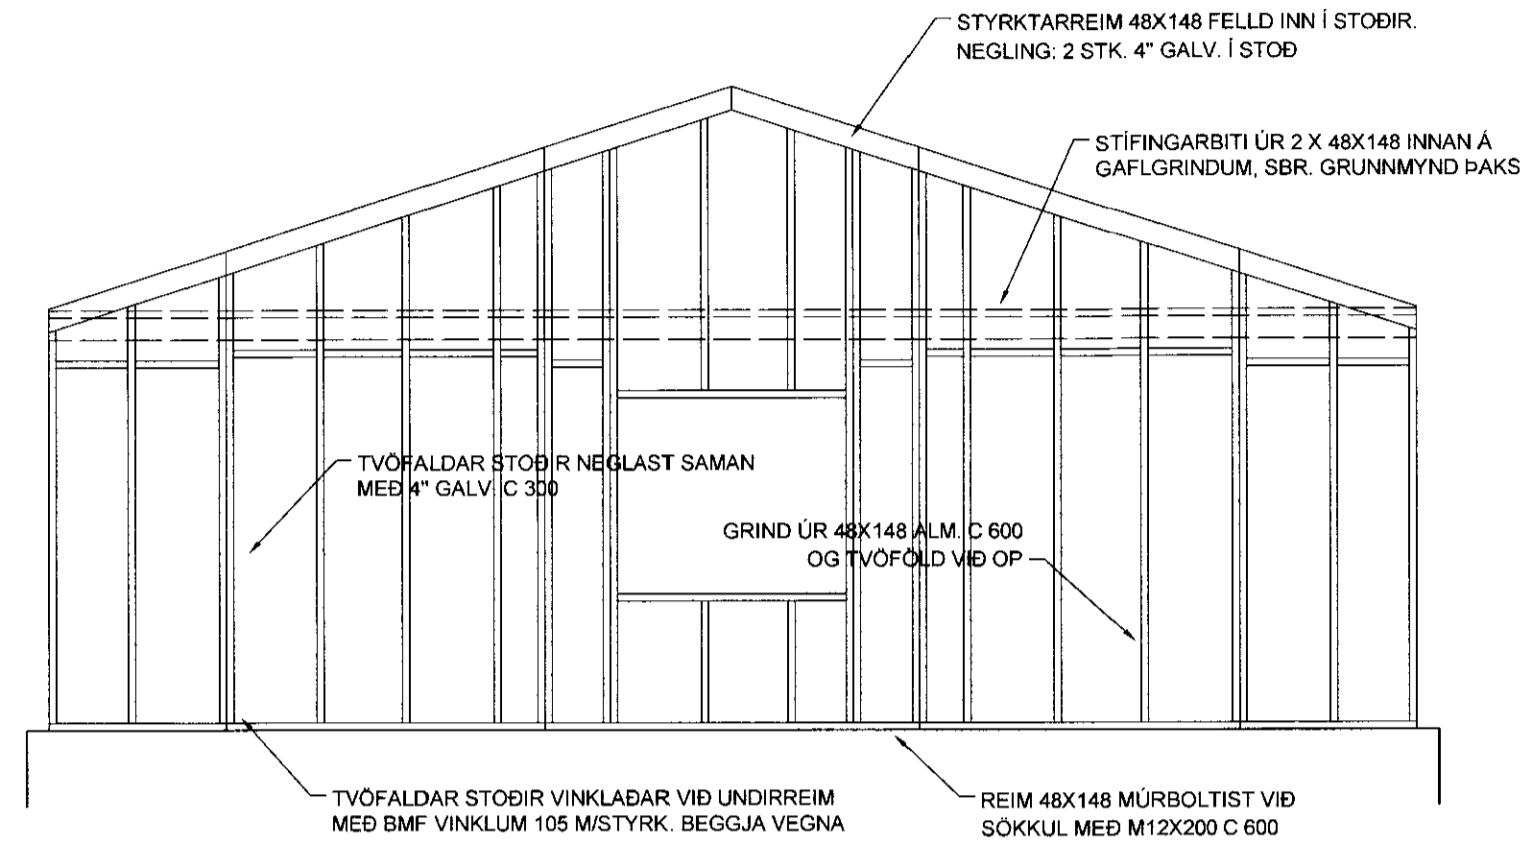 STYRKTARREIM 48X148 FELLD INN Í STOÐIR.
NEGLING: 2 STK. 4" GALV. Í STOÐ
STÍFINGARBITI ÚR 2 X 48X148 INNAN Á
GAFLGRINDUM, SBR. GRUNNMYND ÞAKS
TVÖFALDAR STOÐIR NEGLAST SAMAN
MEÐ 4" GALV. C 300
GRIND ÚR 48X148 ALM. C 600
OG TVÖFÖLD VIÐ OP
TVÖFALDAR STOÐIR VINKLAÐAR VIÐ UNDIRREIM
MEÐ BMF VINKLUM 105 M/STYRK. BEGGJA VEGNA
REIM 48X148 MÚRBOLTIST VIÐ
SÖKKUL MEÐ M12X200 C 600